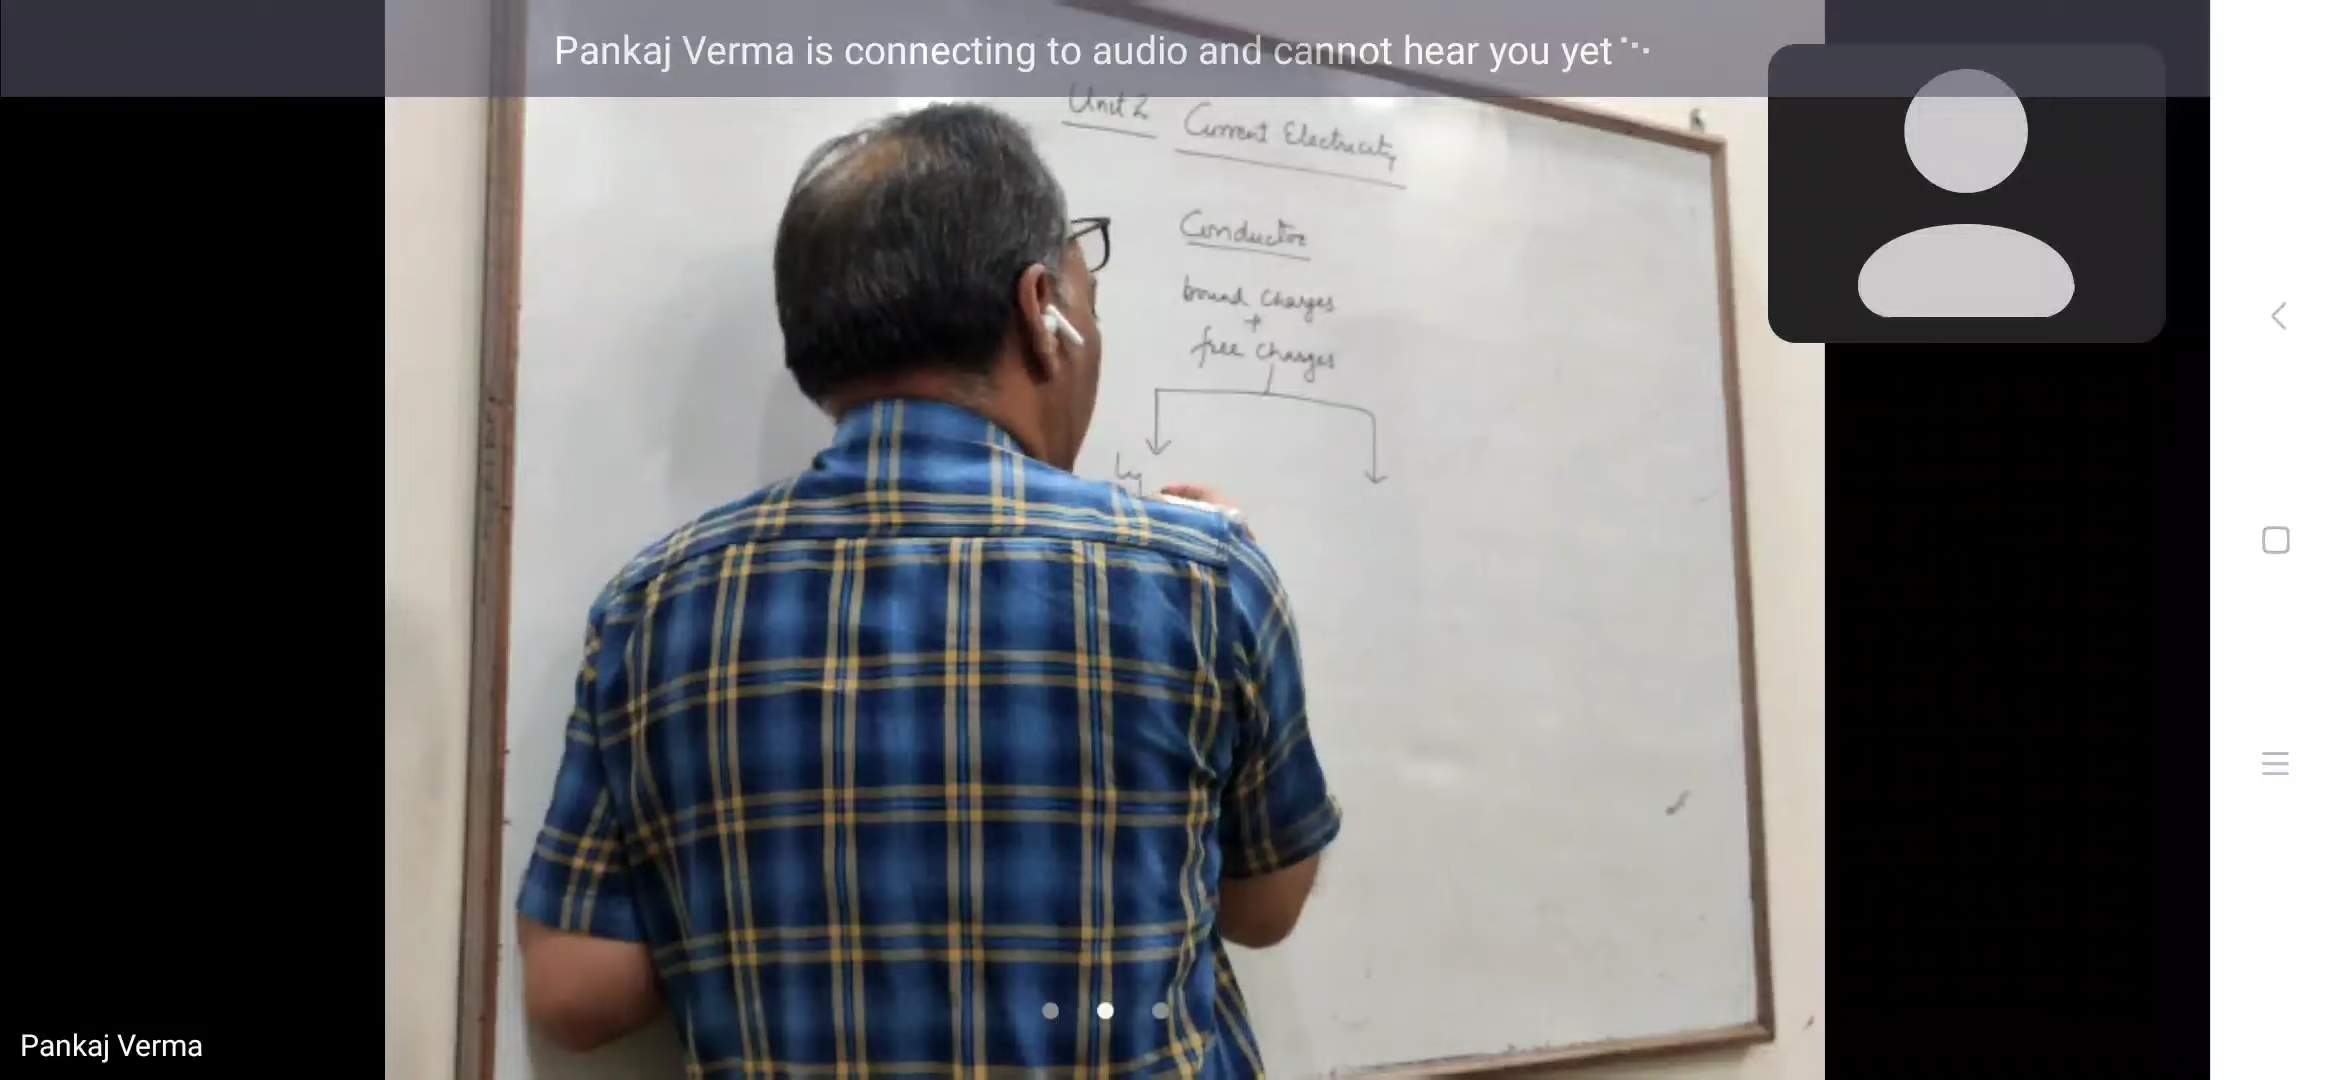 Pankaj Verma is connecting to audio and cannot hear you yet
Unit 2 Current Electricity
Conductor
bound charges
+
free charges
Pankaj Verma